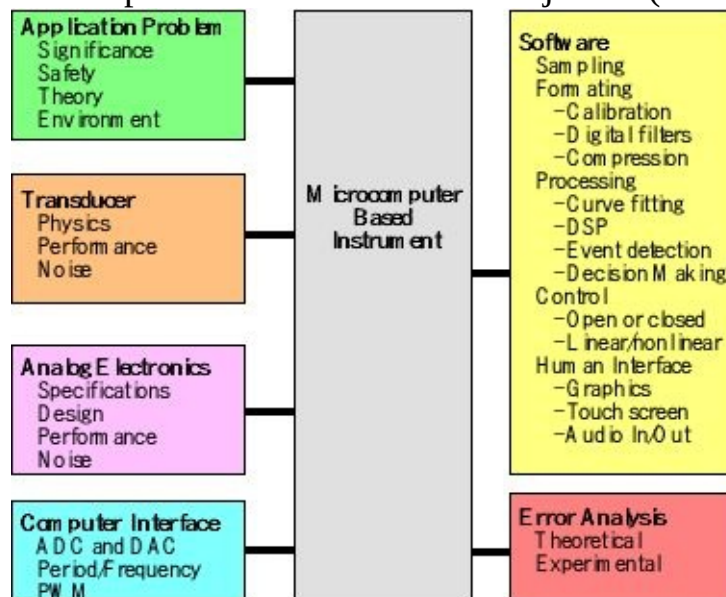 Application Problem
Significance
Safety
Theory
Environment
Transducer
Physics
Performance
Noise
Analog Electronics
Specifications
Design
Performance
Noise
Computer Interface
ADC and DAC
Period/Frequency
PWM
Microcomputer
Based
Instrument
Software
Sampling
Formating
-Calibration
-Digital filters
-Compression
Processing
-Curve fitting
-DSP
-Event detection
-Decision Making
Control
-Open or closed
-Linear/nonlinear
Human Interface
-Graphics
-Touch screen
-Audio In/Out
Error Analysis
Theoretical
Experimental